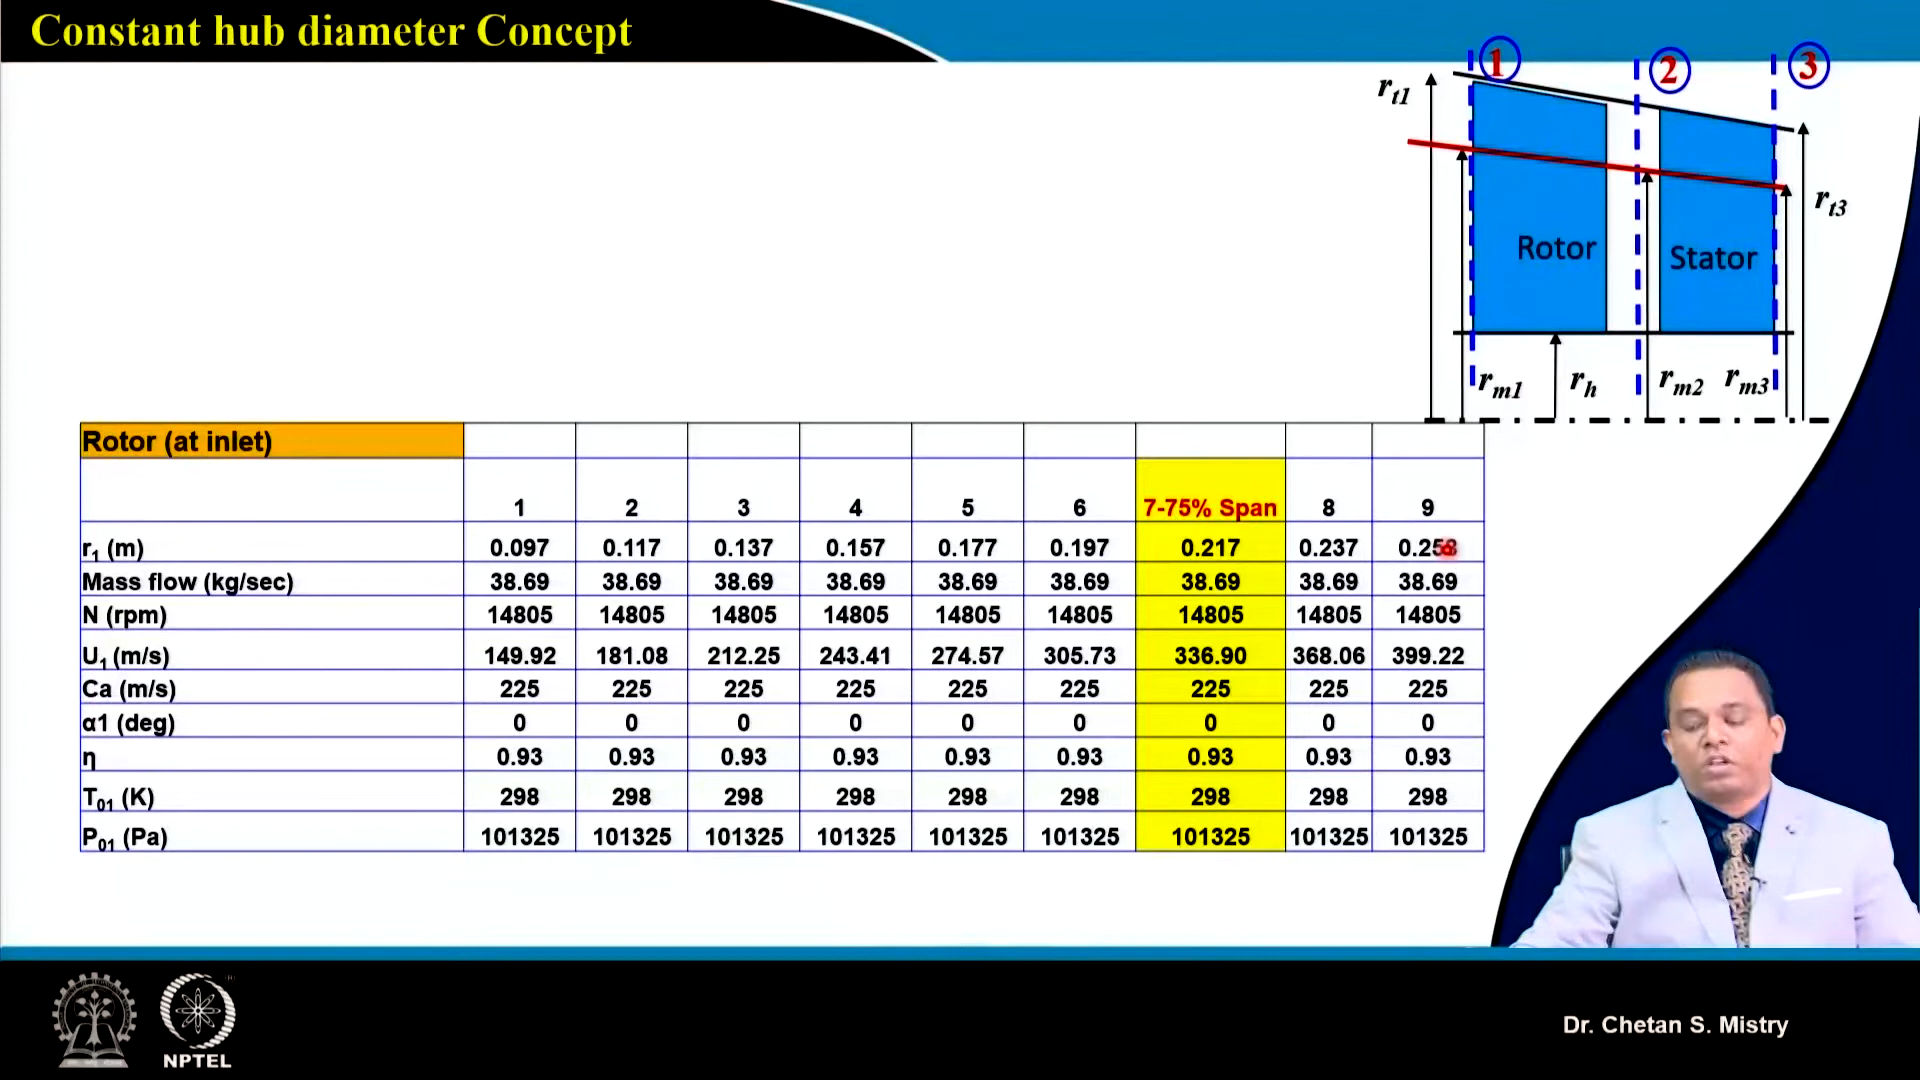 Constant hub diameter Concept
1 2 3
rt1
rt3
Rotor Stator
rm1 rh rm2 rm3
Rotor (at inlet)
1 2 3 4 5 6 7-75% Span 8 9
r1 (m) 0.097 0.117 0.137 0.157 0.177 0.197 0.217 0.237
Mass flow (kg/sec) 38.69 38.69 38.69 38.69 38.69 38.69 38.69 38.69 38.69
N (rpm) 14805 14805 14805 14805 14805 14805 14805 14805 14805
U1 (m/s) 149.92 181.08 212.25 243.41 274.57 305.73 336.90 368.06 399.22
Ca (m/s) 225 225 225 225 225 225 225 225 225
α1 (deg) 0 0 0 0 0 0 0 0 0
η 0.93 0.93 0.93 0.93 0.93 0.93 0.93 0.93 0.93
T01 (K) 298 298 298 298 298 298 298 298 298
P01 (Pa) 101325 101325 101325 101325 101325 101325 101325 101325 101325
NPTEL
Dr. Chetan S. Mistry